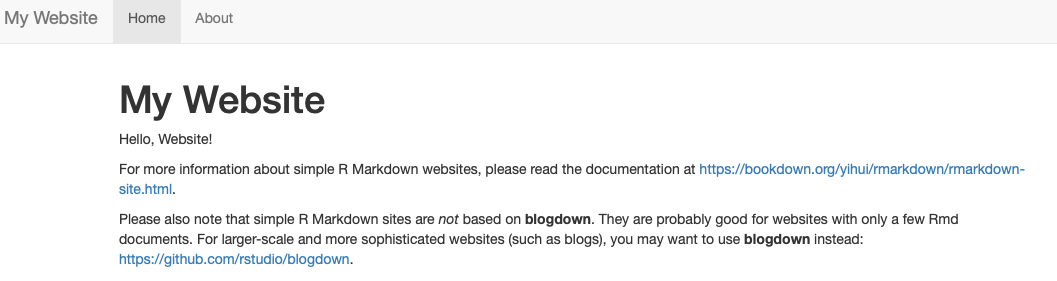 My Website Home About
My Website
Hello, Website!
For more information about simple R Markdown websites, please read the documentation at https://bookdown.org/yihui/rmarkdown/rmarkdown-
site.html.
Please also note that simple R Markdown sites are not based on blogdown. They are probably good for websites with only a few Rmd
documents. For larger-scale and more sophisticated websites (such as blogs), you may want to use blogdown instead:
https://github.com/rstudio/blogdown.